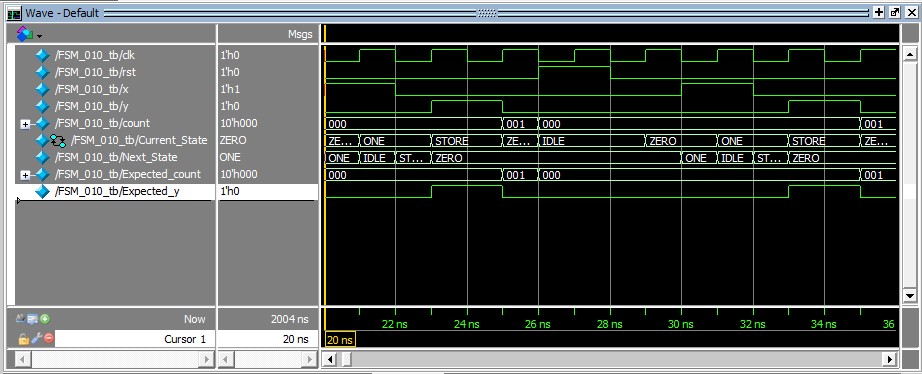 Wave - Default
Msgs
/FSM_010_tb/clk 1'h0
/FSM_010_tb/rst 1'h0
/FSM_010_tb/x 1'h1
/FSM_010_tb/y 1'h0
/FSM_010_tb/count 10'h000 000 001 000 001
/FSM_010_tb/Current_State ZERO ZE... ONE STORE ZE... IDLE ZERO ONE STORE ZE...
/FSM_010_tb/Next_State ONE ONE IDLE ST... ZERO ONE IDLE ST... ZERO
/FSM_010_tb/Expected_count 10'h000 000 001 000 001
/FSM_010_tb/Expected_y 1'h0
Now 2004 ns 22 ns 24 ns 26 ns 28 ns 30 ns 32 ns 34 ns 36
Cursor 1 20 ns 20 ns